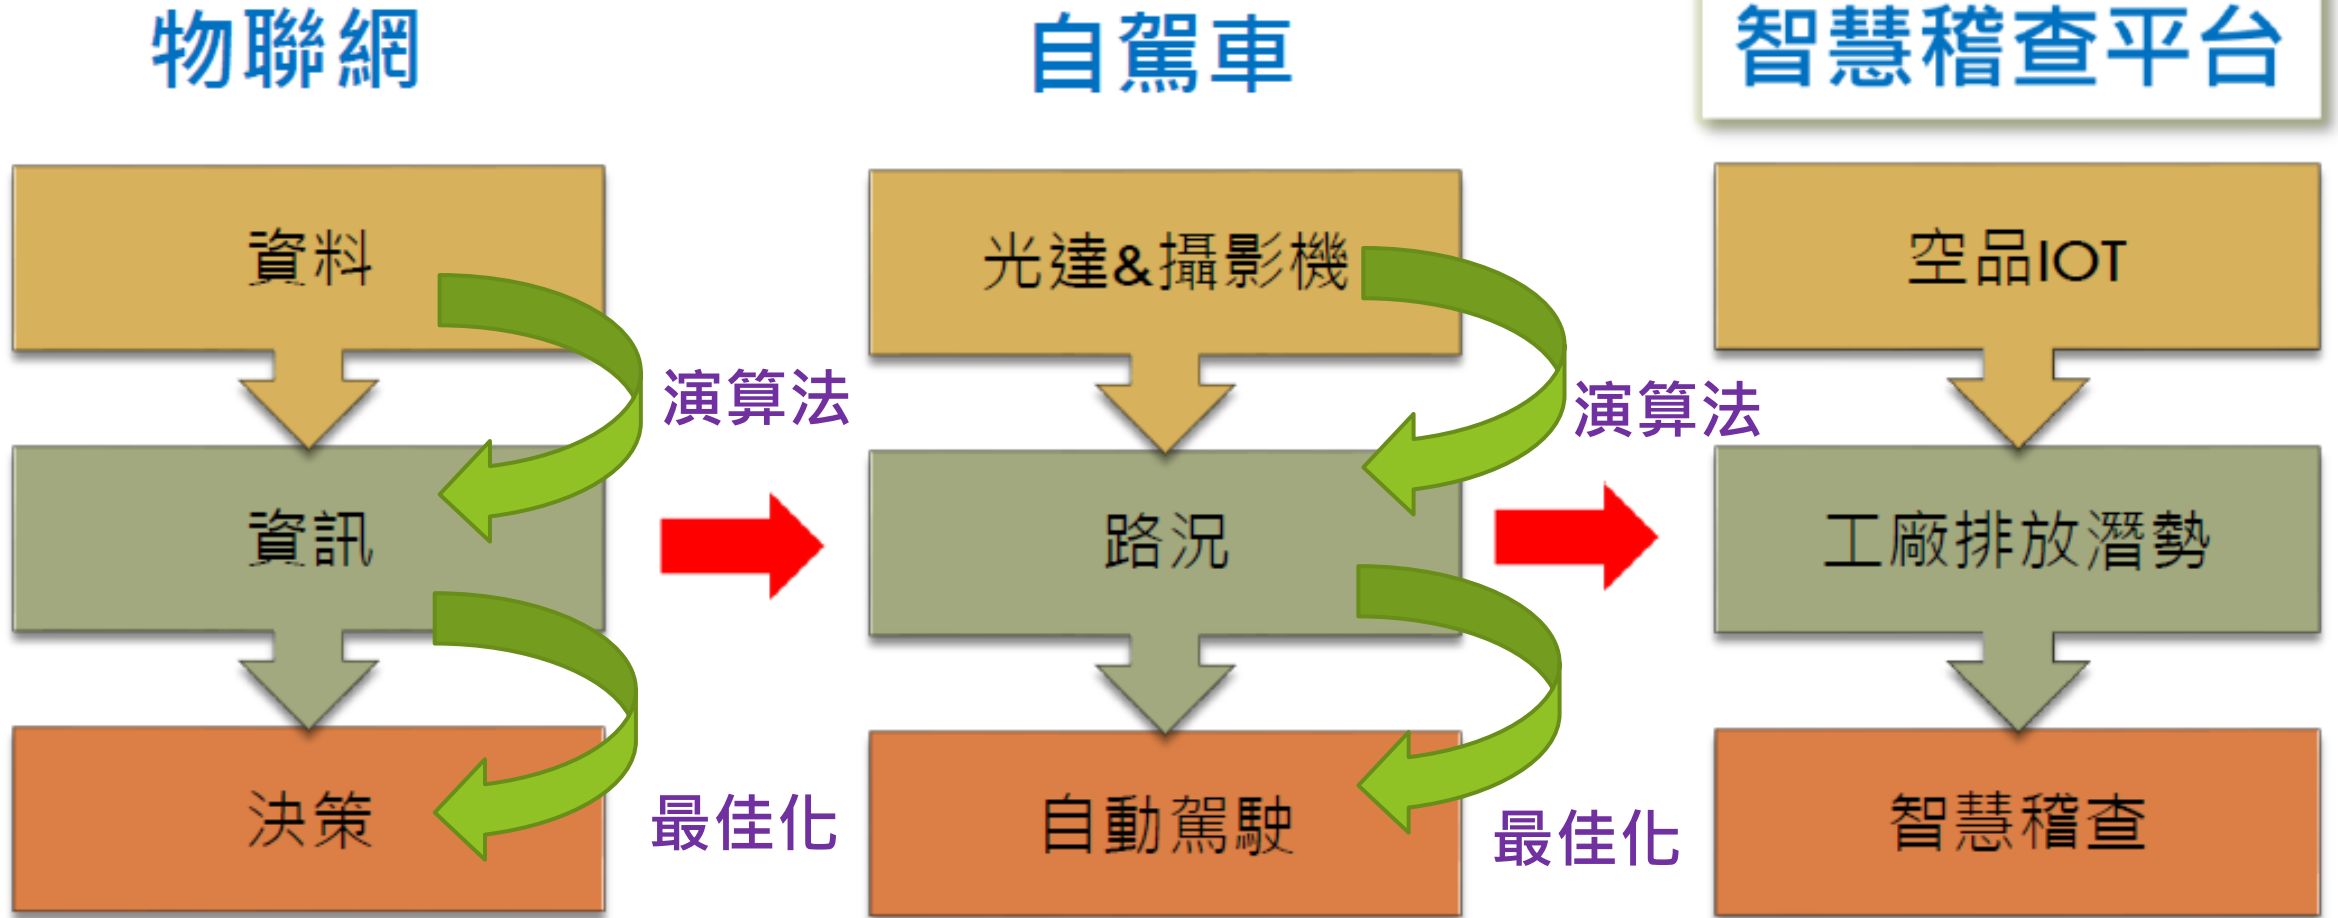 物聯網
自駕車
智慧稽查平台
資料
光達&攝影機
空品IOT
演算法
演算法
資訊
路況
工廠排放潛勢
決策
自動駕駛
智慧稽查
最佳化
最佳化